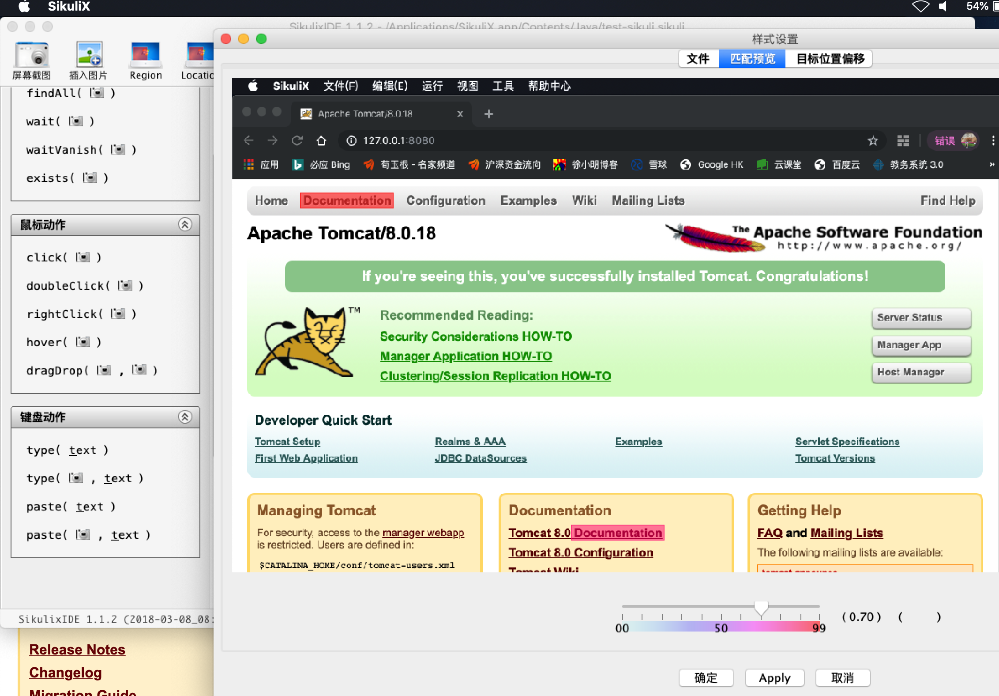 SikuliX
54%
SikulixIDE 1.1.2 - /Applications/SikuliX.app/Contents/Java/test-sikuli.sikuli
屏幕截图
插入图片
Region
Locatio
findAll( )
wait( )
waitVanish( )
exists( )
鼠标动作
click( )
doubleClick( )
rightClick( )
hover( )
dragDrop( , )
键盘动作
type( text )
type( , text )
paste( text )
paste( , text )
SikulixIDE 1.1.2 (2018-03-08_08:
Release Notes
Changelog
Migration Guide
样式设置
文件 匹配预览 目标位置偏移
SikuliX 文件(F) 编辑(E) 运行 视图 工具 帮助中心
Apache Tomcat/8.0.18 x +
127.0.0.1:8080
错误
应用 必应 Bing 荀玉根 - 名家频道 沪深资金流向 徐小明博客 雪球 Google HK 云课堂 百度云 教务系统 3.0 »
Home Documentation Configuration Examples Wiki Mailing Lists Find Help
Apache Tomcat/8.0.18
The Apache Software Foundation
http://www.apache.org/
If you're seeing this, you've successfully installed Tomcat. Congratulations!
TM
Recommended Reading:
Security Considerations HOW-TO
Manager Application HOW-TO
Clustering/Session Replication HOW-TO
Server Status
Manager App
Host Manager
Developer Quick Start
Tomcat Setup
First Web Application
Realms & AAA
JDBC DataSources
Examples
Servlet Specifications
Tomcat Versions
Managing Tomcat
For security, access to the manager webapp
is restricted. Users are defined in:
$CATALINA_HOME/conf/tomcat-users.xml
Documentation
Tomcat 8.0 Documentation
Tomcat 8.0 Configuration
Tomcat Wiki
Getting Help
FAQ and Mailing Lists
The following mailing lists are available:
tomcat-announce
00 50 99
(0.70) ( )
确定 Apply 取消